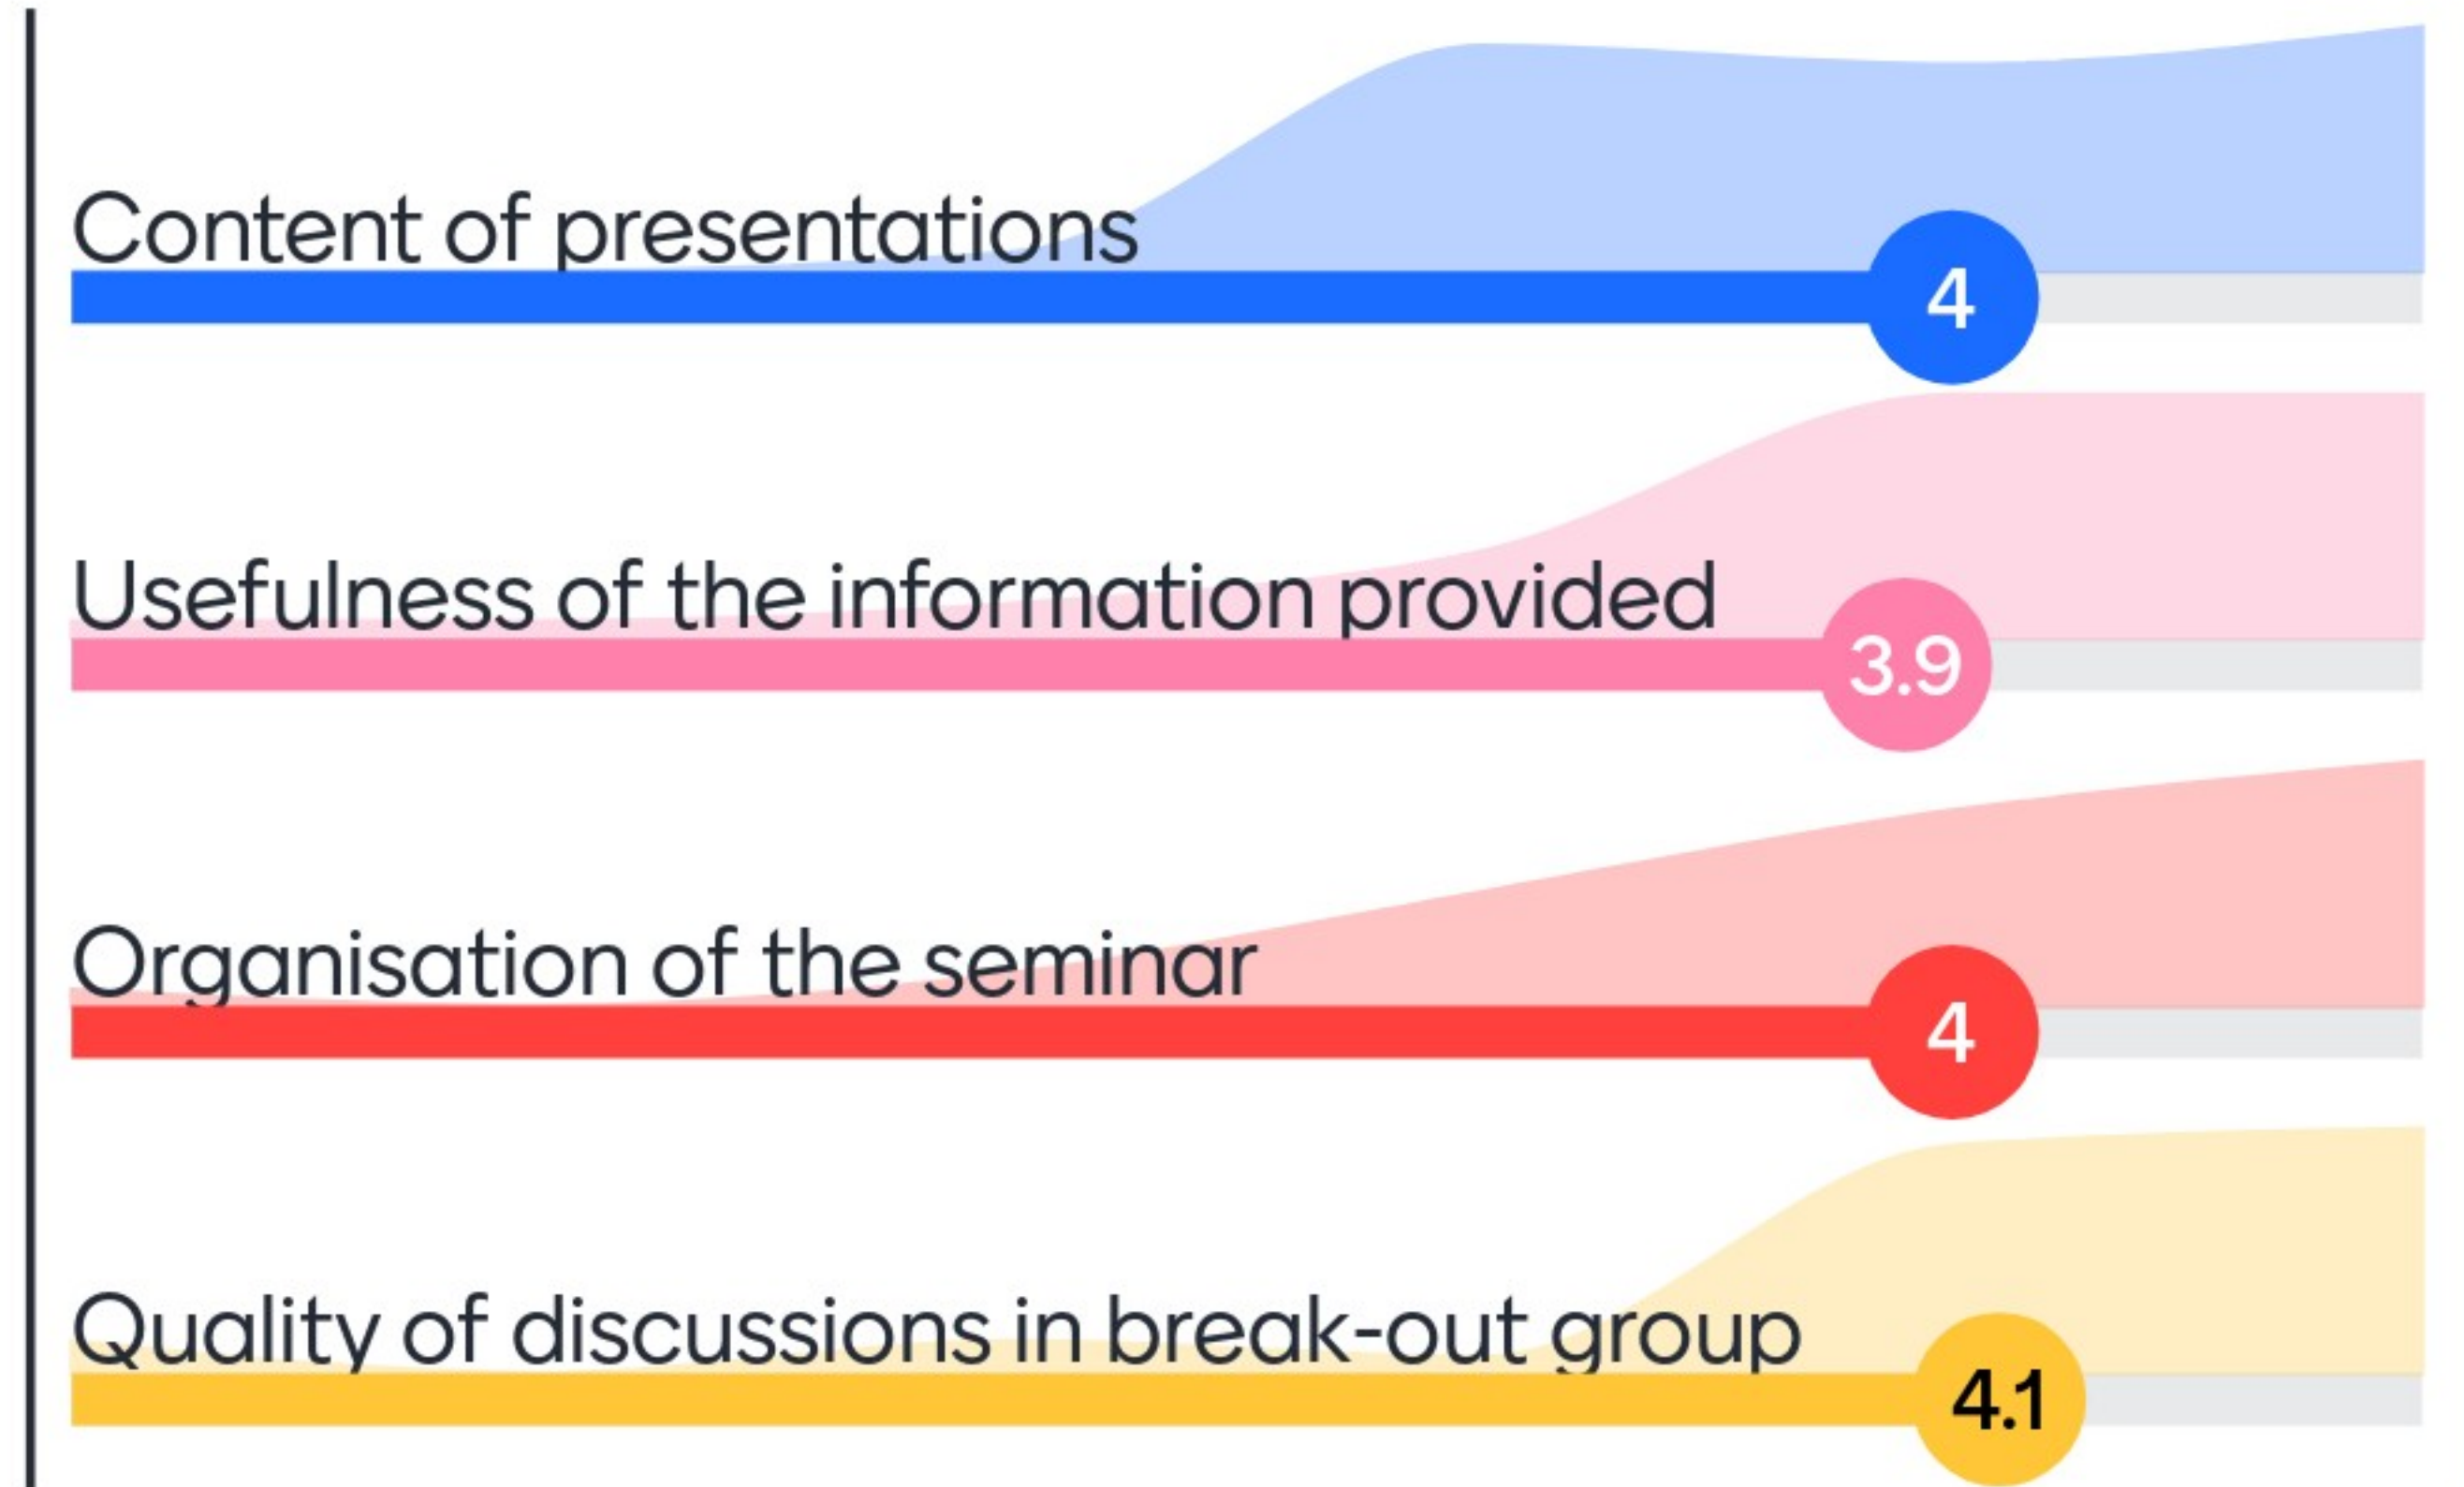 Content of presentations
4
Usefulness of the information provided
3.9
Organisation of the seminar
4
Quality of discussions in break-out group
4.1